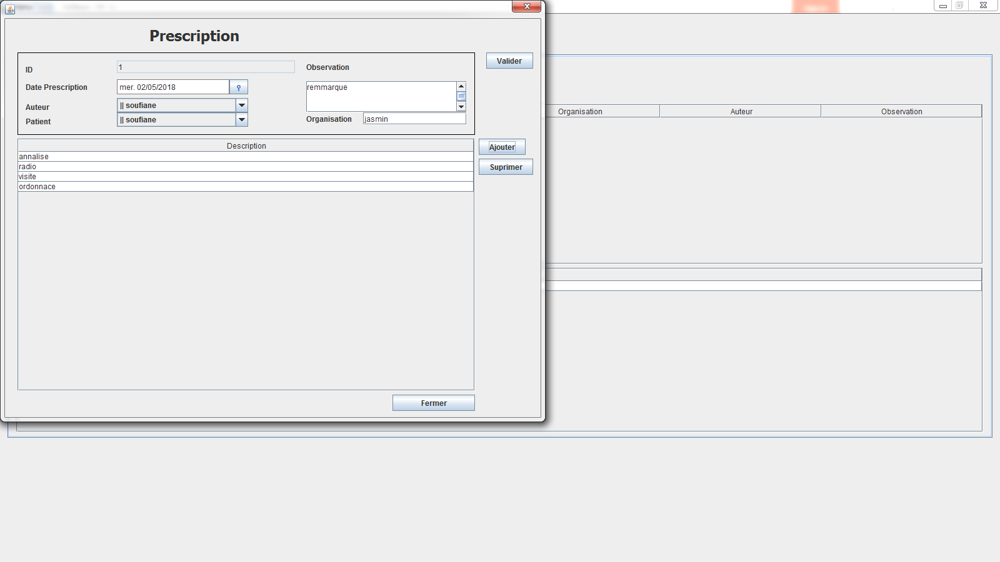 Prescription
ID
1
Observation
Valider
Date Prescription
mer. 02/05/2018
remmarque
Auteur
|| soufiane
Patient
|| soufiane
Organisation
jasmin
Organisation
Auteur
Observation
Description
Ajouter
annalise
radio
Suprimer
visite
ordonnace
Fermer